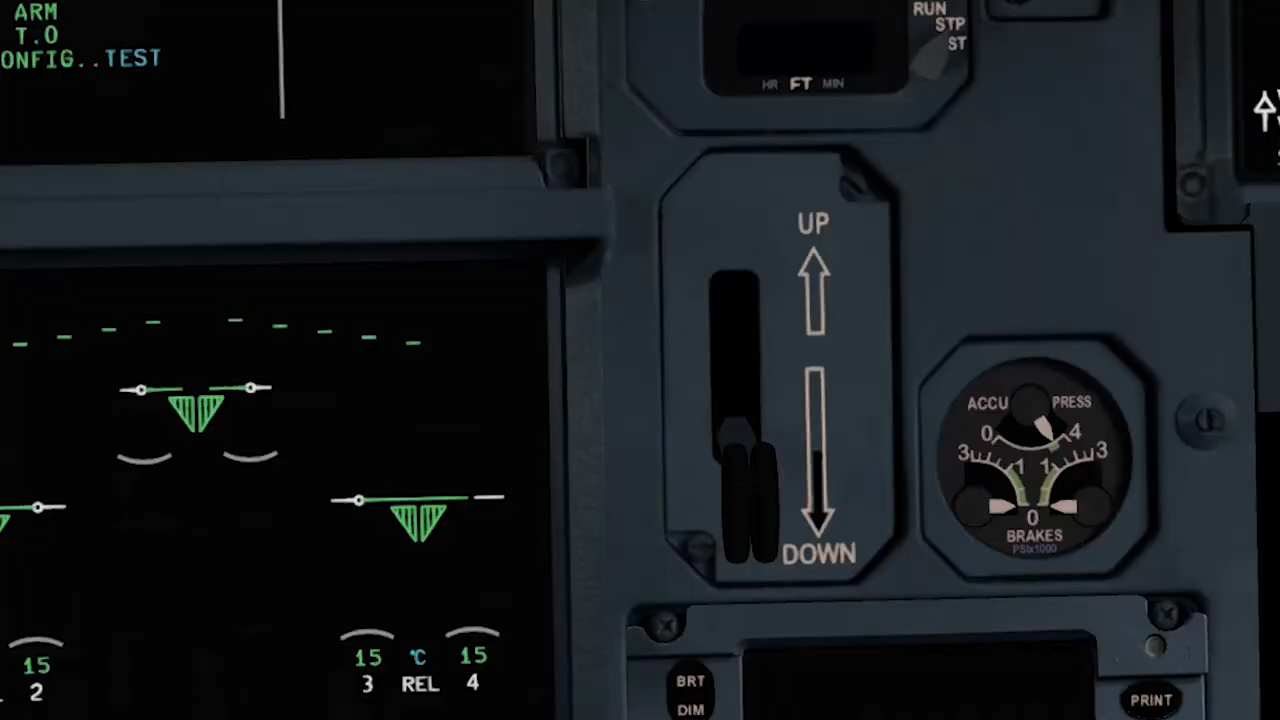 ARM
T.O
ONFIG..TEST
RUN
STP
ST
HR FT MIN
UP
DOWN
ACCU PRESS
0 4
3 1 1 3
0
BRAKES
PSIx1000
15
2
15 °C 15
3 REL 4
BRT
DIM
PRINT